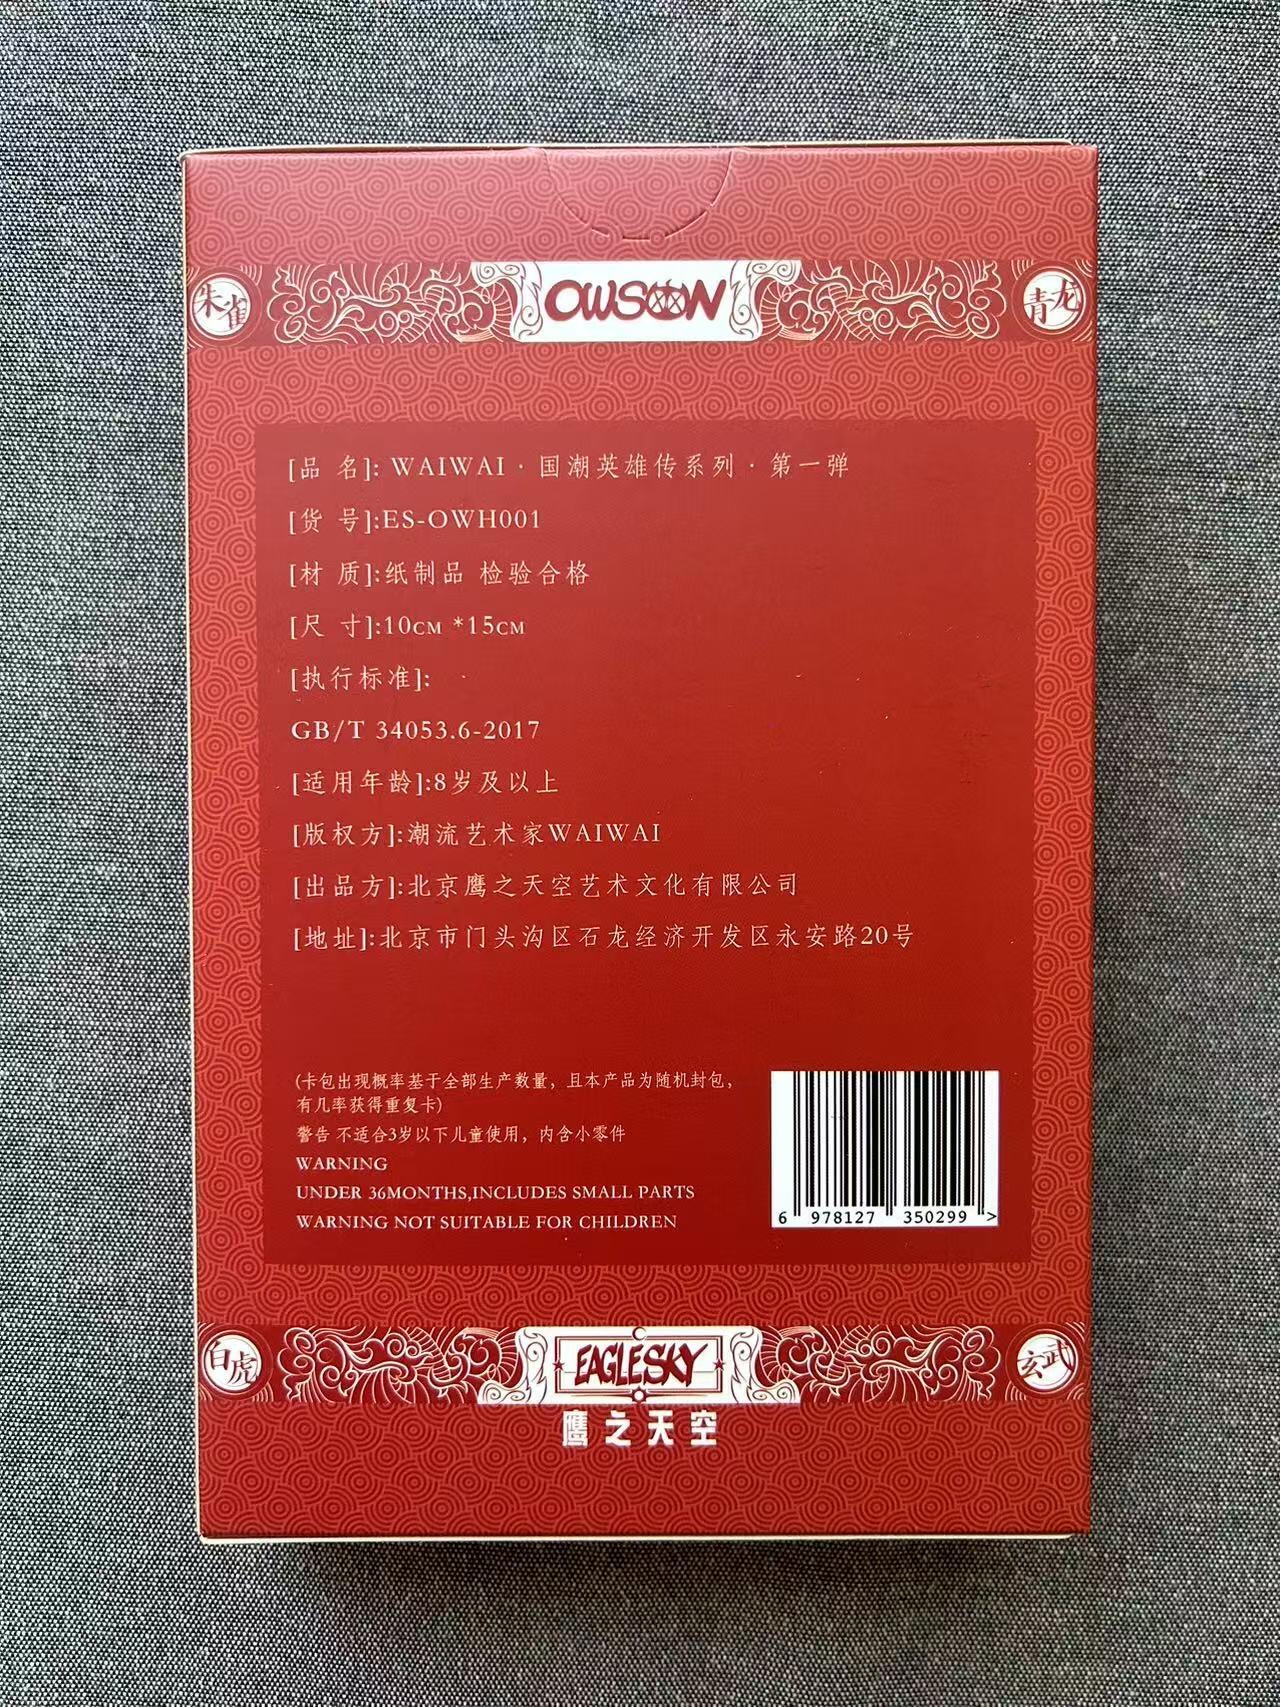 朱雀
OWSOON
青龙
[品 名]: WAIWAI · 国潮英雄传系列 · 第一弹
[货 号]:ES-OWH001
[材 质]:纸制品 检验合格
[尺 寸]:10CM *15CM
[执行标准]:
GB/T 34053.6-2017
[适用年龄]:8岁及以上
[版权方]:潮流艺术家WAIWAI
[出品方]:北京鹰之天空艺术文化有限公司
[地址]:北京市门头沟区石龙经济开发区永安路20号
(卡包出现概率基于全部生产数量，且本产品为随机封包，
有几率获得重复卡)
警告 不适合3岁以下儿童使用，内含小零件
WARNING
UNDER 36MONTHS,INCLUDES SMALL PARTS
WARNING NOT SUITABLE FOR CHILDREN
6 978127 350299 >
白虎
EAGLESKY
玄武
鹰之天空